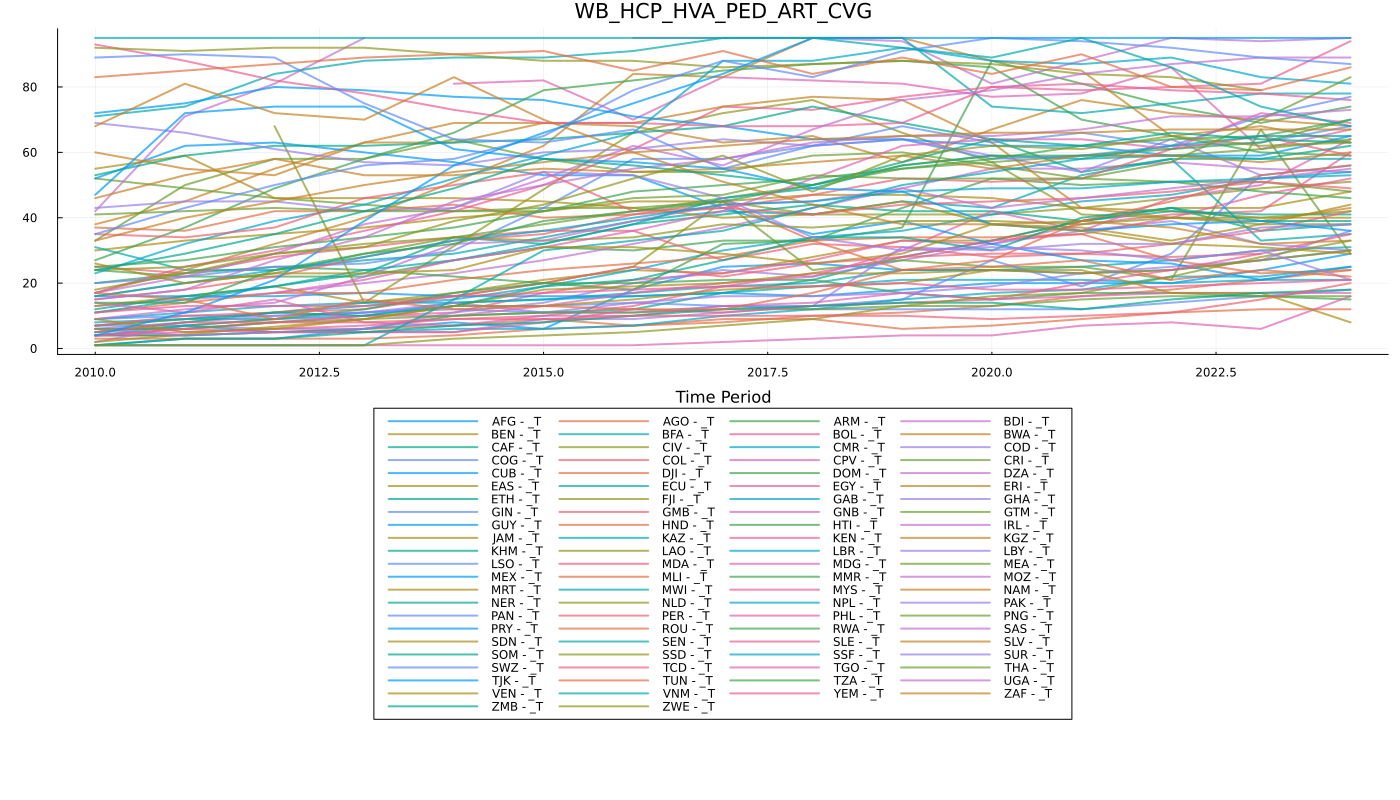 WB_HCP_HVA_PED_ART_CVG
80
60
40
20
0
2010.0 2012.5 2015.0 2017.5 2020.0 2022.5
Time Period
AFG - _T AGO - _T ARM - _T BDI - _T
BEN - _T BFA - _T BOL - _T BWA - _T
CAF - _T CIV - _T CMR - _T COD - _T
COG - _T COL - _T CPV - _T CRI - _T
CUB - _T DJI - _T DOM - _T DZA - _T
EAS - _T ECU - _T EGY - _T ERI - _T
ETH - _T FJI - _T GAB - _T GHA - _T
GIN - _T GMB - _T GNB - _T GTM - _T
GUY - _T HND - _T HTI - _T IRL - _T
JAM - _T KAZ - _T KEN - _T KGZ - _T
KHM - _T LAO - _T LBR - _T LBY - _T
LSO - _T MDA - _T MDG - _T MEA - _T
MEX - _T MLI - _T MMR - _T MOZ - _T
MRT - _T MWI - _T MYS - _T NAM - _T
NER - _T NLD - _T NPL - _T PAK - _T
PAN - _T PER - _T PHL - _T PNG - _T
PRY - _T ROU - _T RWA - _T SAS - _T
SDN - _T SEN - _T SLE - _T SLV - _T
SOM - _T SSD - _T SSF - _T SUR - _T
SWZ - _T TCD - _T TGO - _T THA - _T
TJK - _T TUN - _T TZA - _T UGA - _T
VEN - _T VNM - _T YEM - _T ZAF - _T
ZMB - _T ZWE - _T